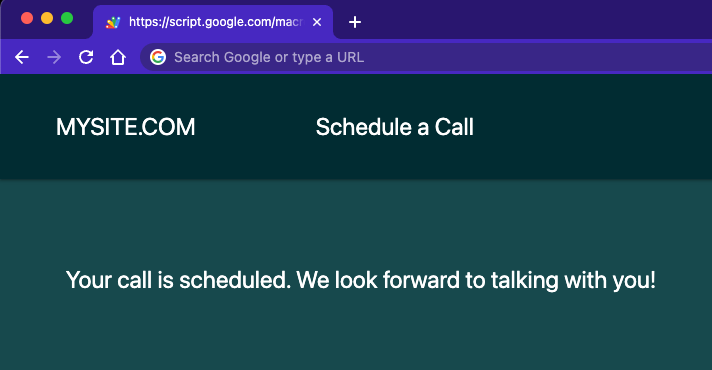 https://script.google.com/macr
Search Google or type a URL
MYSITE.COM
Schedule a Call
Your call is scheduled. We look forward to talking with you!